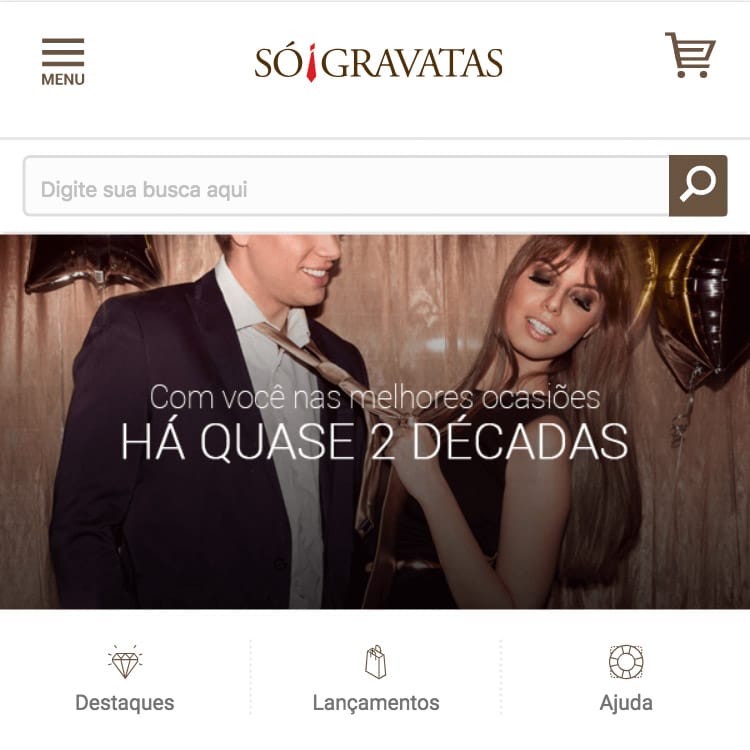 MENU
SÓ GRAVATAS
Digite sua busca aqui
Com você nas melhores ocasiões
HÁ QUASE 2 DÉCADAS
Destaques
Lançamentos
Ajuda